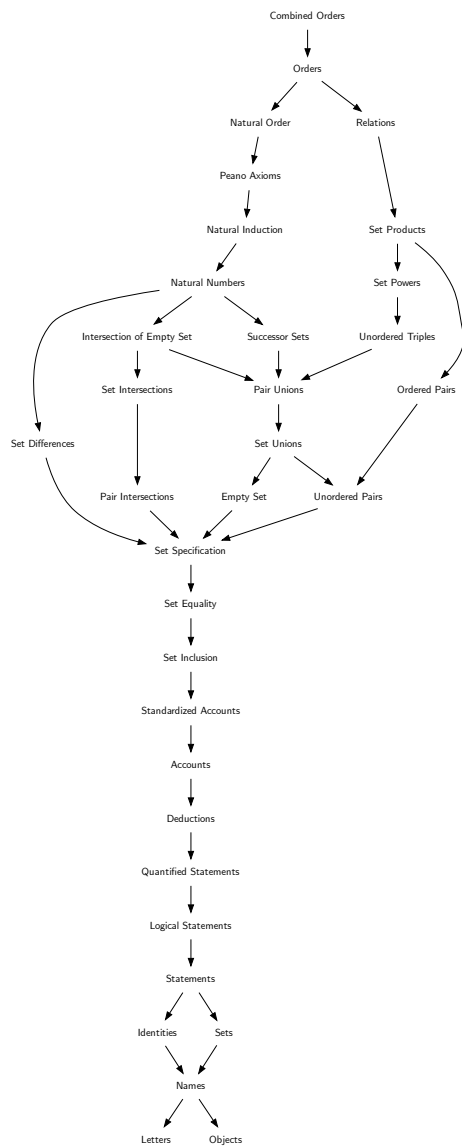 Combined Orders
Orders
Natural Order
Relations
Peano Axioms
Natural Induction
Set Products
Natural Numbers
Set Powers
Intersection of Empty Set
Successor Sets
Unordered Triples
Set Intersections
Pair Unions
Ordered Pairs
Set Differences
Set Unions
Pair Intersections
Empty Set
Unordered Pairs
Set Specification
Set Equality
Set Inclusion
Standardized Accounts
Accounts
Deductions
Quantified Statements
Logical Statements
Statements
Identities
Sets
Names
Letters
Objects